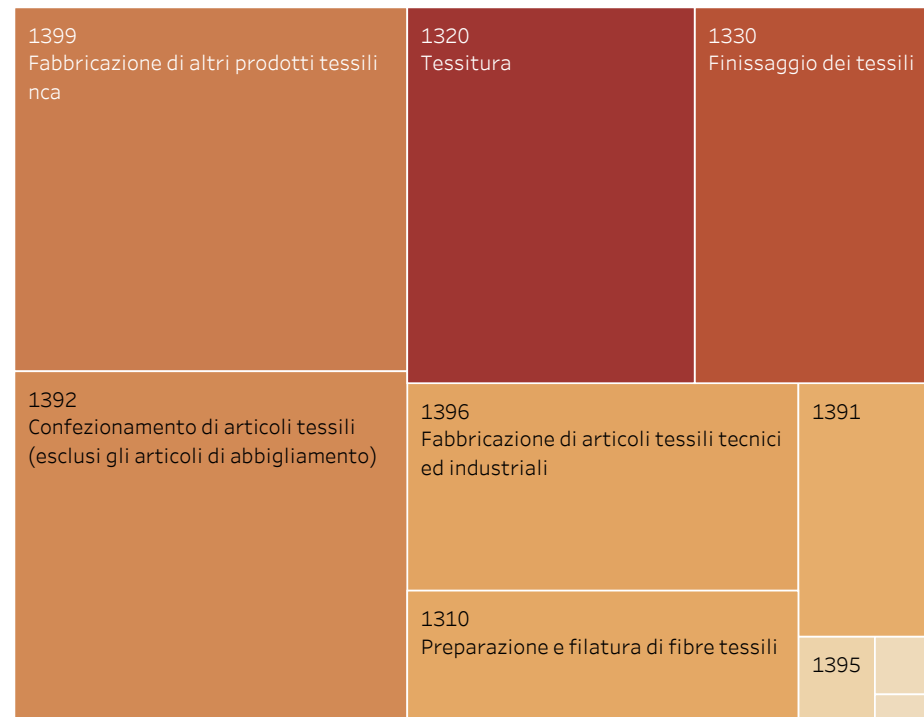 1399
Fabbricazione di altri prodotti tessili
nca
1320
Tessitura
1330
Finissaggio dei tessili
1392
Confezionamento di articoli tessili
(esclusi gli articoli di abbigliamento)
1396
Fabbricazione di articoli tessili tecnici
ed industriali
1391
1310
Preparazione e filatura di fibre tessili
1395